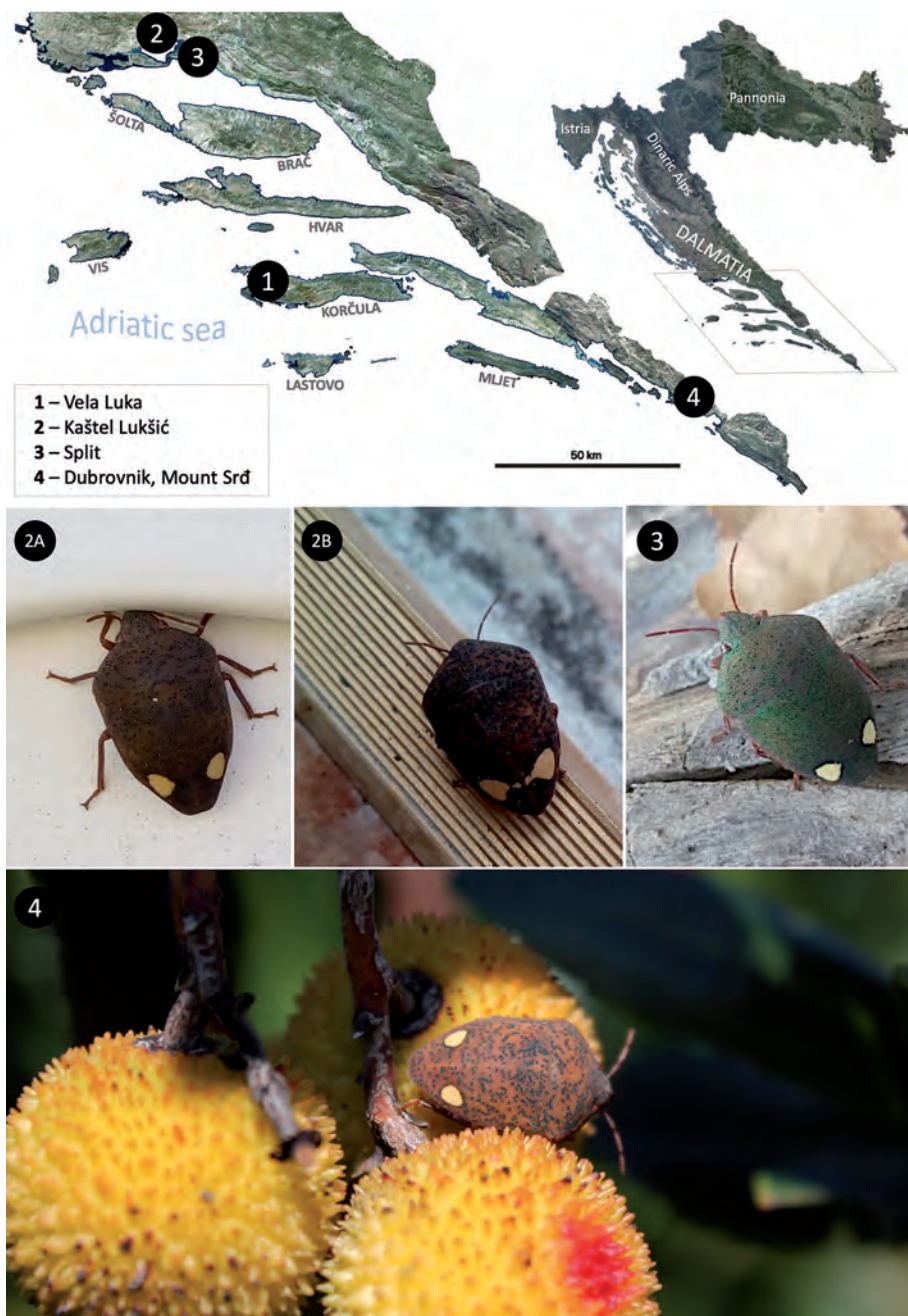 2
3
ŠOLTA
BRAČ
HVAR
VIS
1
KORČULA
Adriatic sea
LASTOVO
MLJET
4
50 km
Istria
Pannonia
Dinaric Alps
DALMATIA
1 – Vela Luka
2 – Kaštel Lukšić
3 – Split
4 – Dubrovnik, Mount Srđ
2A
2B
3
4